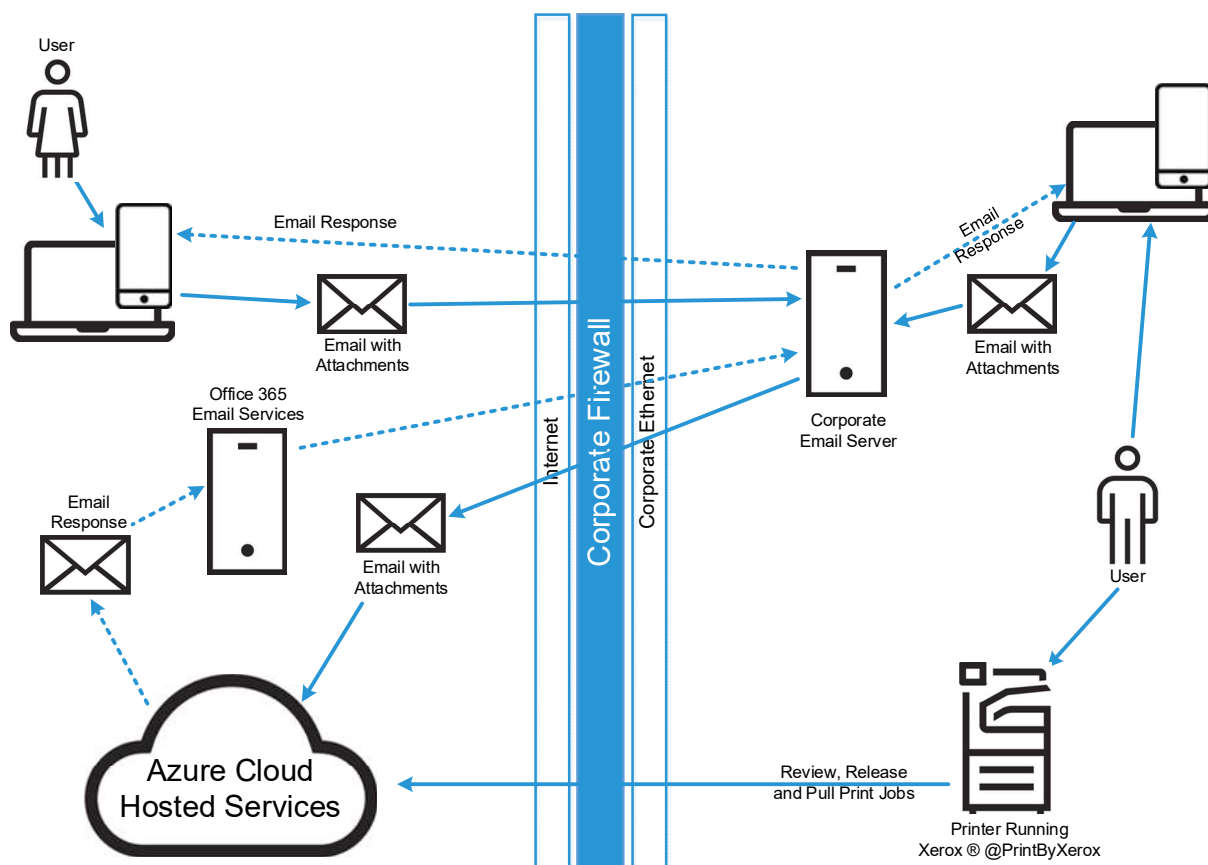 User
Email Response
Email
Response
Email with
Attachments
Email with
Attachments
Office 365
Email Services
Corporate
Email Server
Internet
Corporate Firewall
Corporate Ethernet
Email
Response
Email with
Attachments
User
Azure Cloud
Hosted Services
Review, Release
and Pull Print Jobs
Printer Running
Xerox ® @PrintByXerox